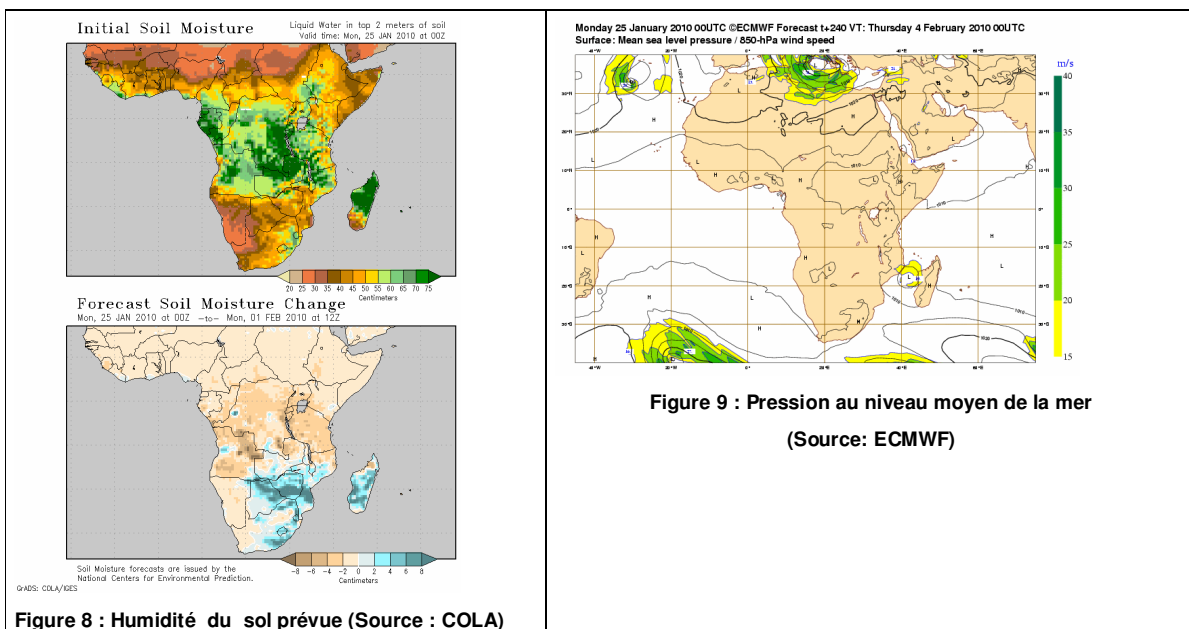 Initial Soil Moisture
Liquid Water in top 2 meters of soil
Valid time: Mon, 25 JAN 2010 at 00Z
20 25 30 35 40 45 50 55 60 65 70 75
Centimeters
Forecast Soil Moisture Change
Mon, 25 JAN 2010 at 00Z -to- Mon, 01 FEB 2010 at 12Z
-8 -6 -4 -2 0 2 4 6 8
Centimeters
Soil Moisture forecasts are issued by the
National Centers for Environmental Prediction.
GrADS: COLA/IGES
Figure 8 : Humidité du sol prévue (Source : COLA)
Monday 25 January 2010 00UTC ©ECMWF Forecast t+240 VT: Thursday 4 February 2010 00UTC
Surface: Mean sea level pressure / 850-hPa wind speed
m/s
40
35
30
25
20
15
Figure 9 : Pression au niveau moyen de la mer
(Source: ECMWF)